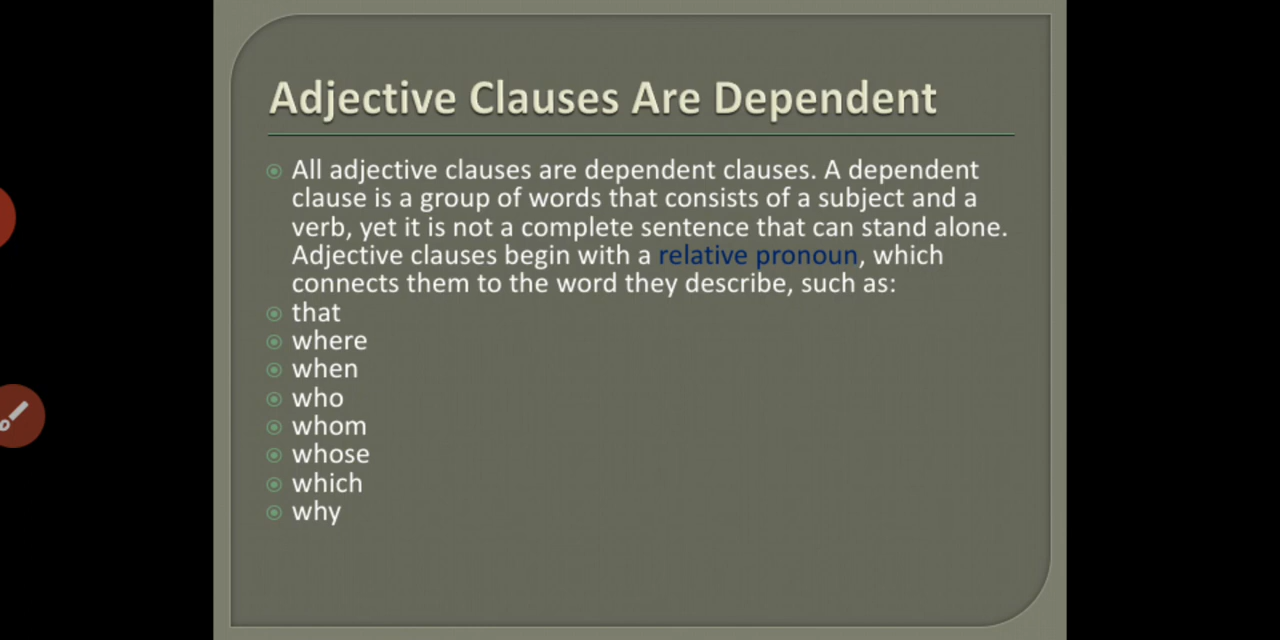 Adjective Clauses Are Dependent
All adjective clauses are dependent clauses. A dependent
clause is a group of words that consists of a subject and a
verb, yet it is not a complete sentence that can stand alone.
Adjective clauses begin with a relative pronoun, which
connects them to the word they describe, such as:
that
where
when
who
whom
whose
which
why